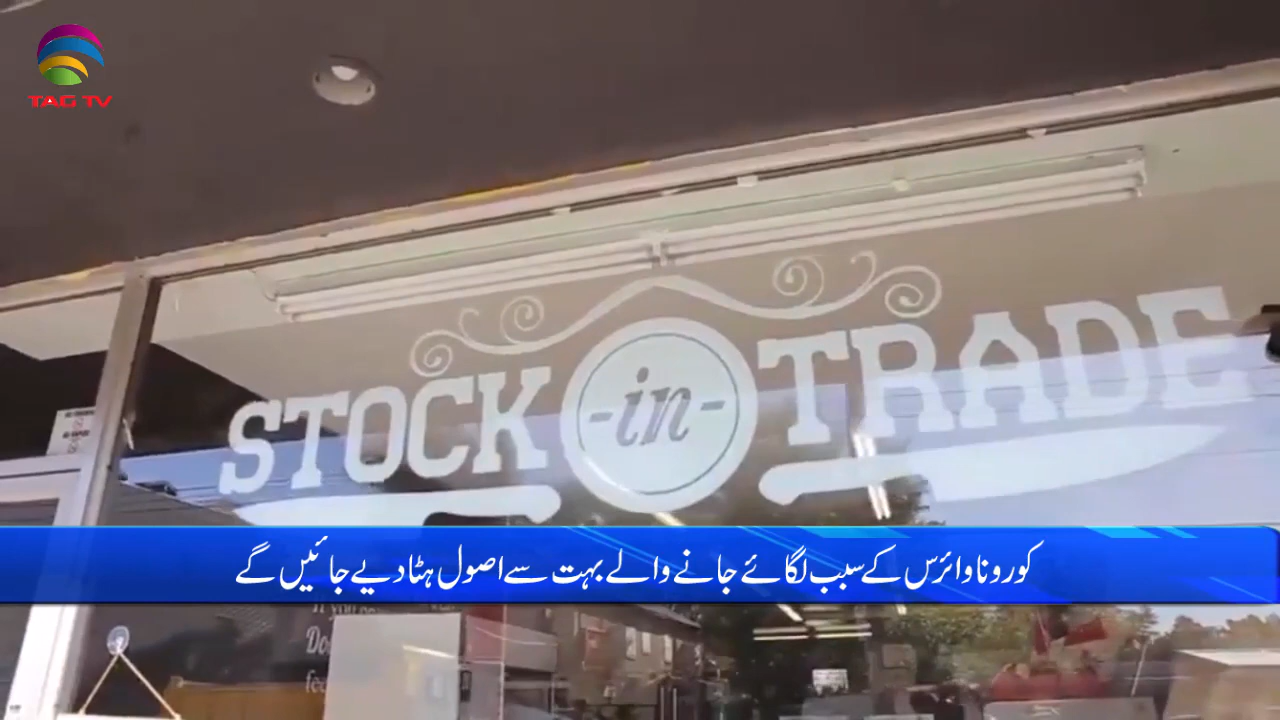 TAG TV
STOCK -in- TRADE
کورونا وائرس کے سبب لگائے جانے والے بہت سے اصول ہٹا دیے جائیں گے